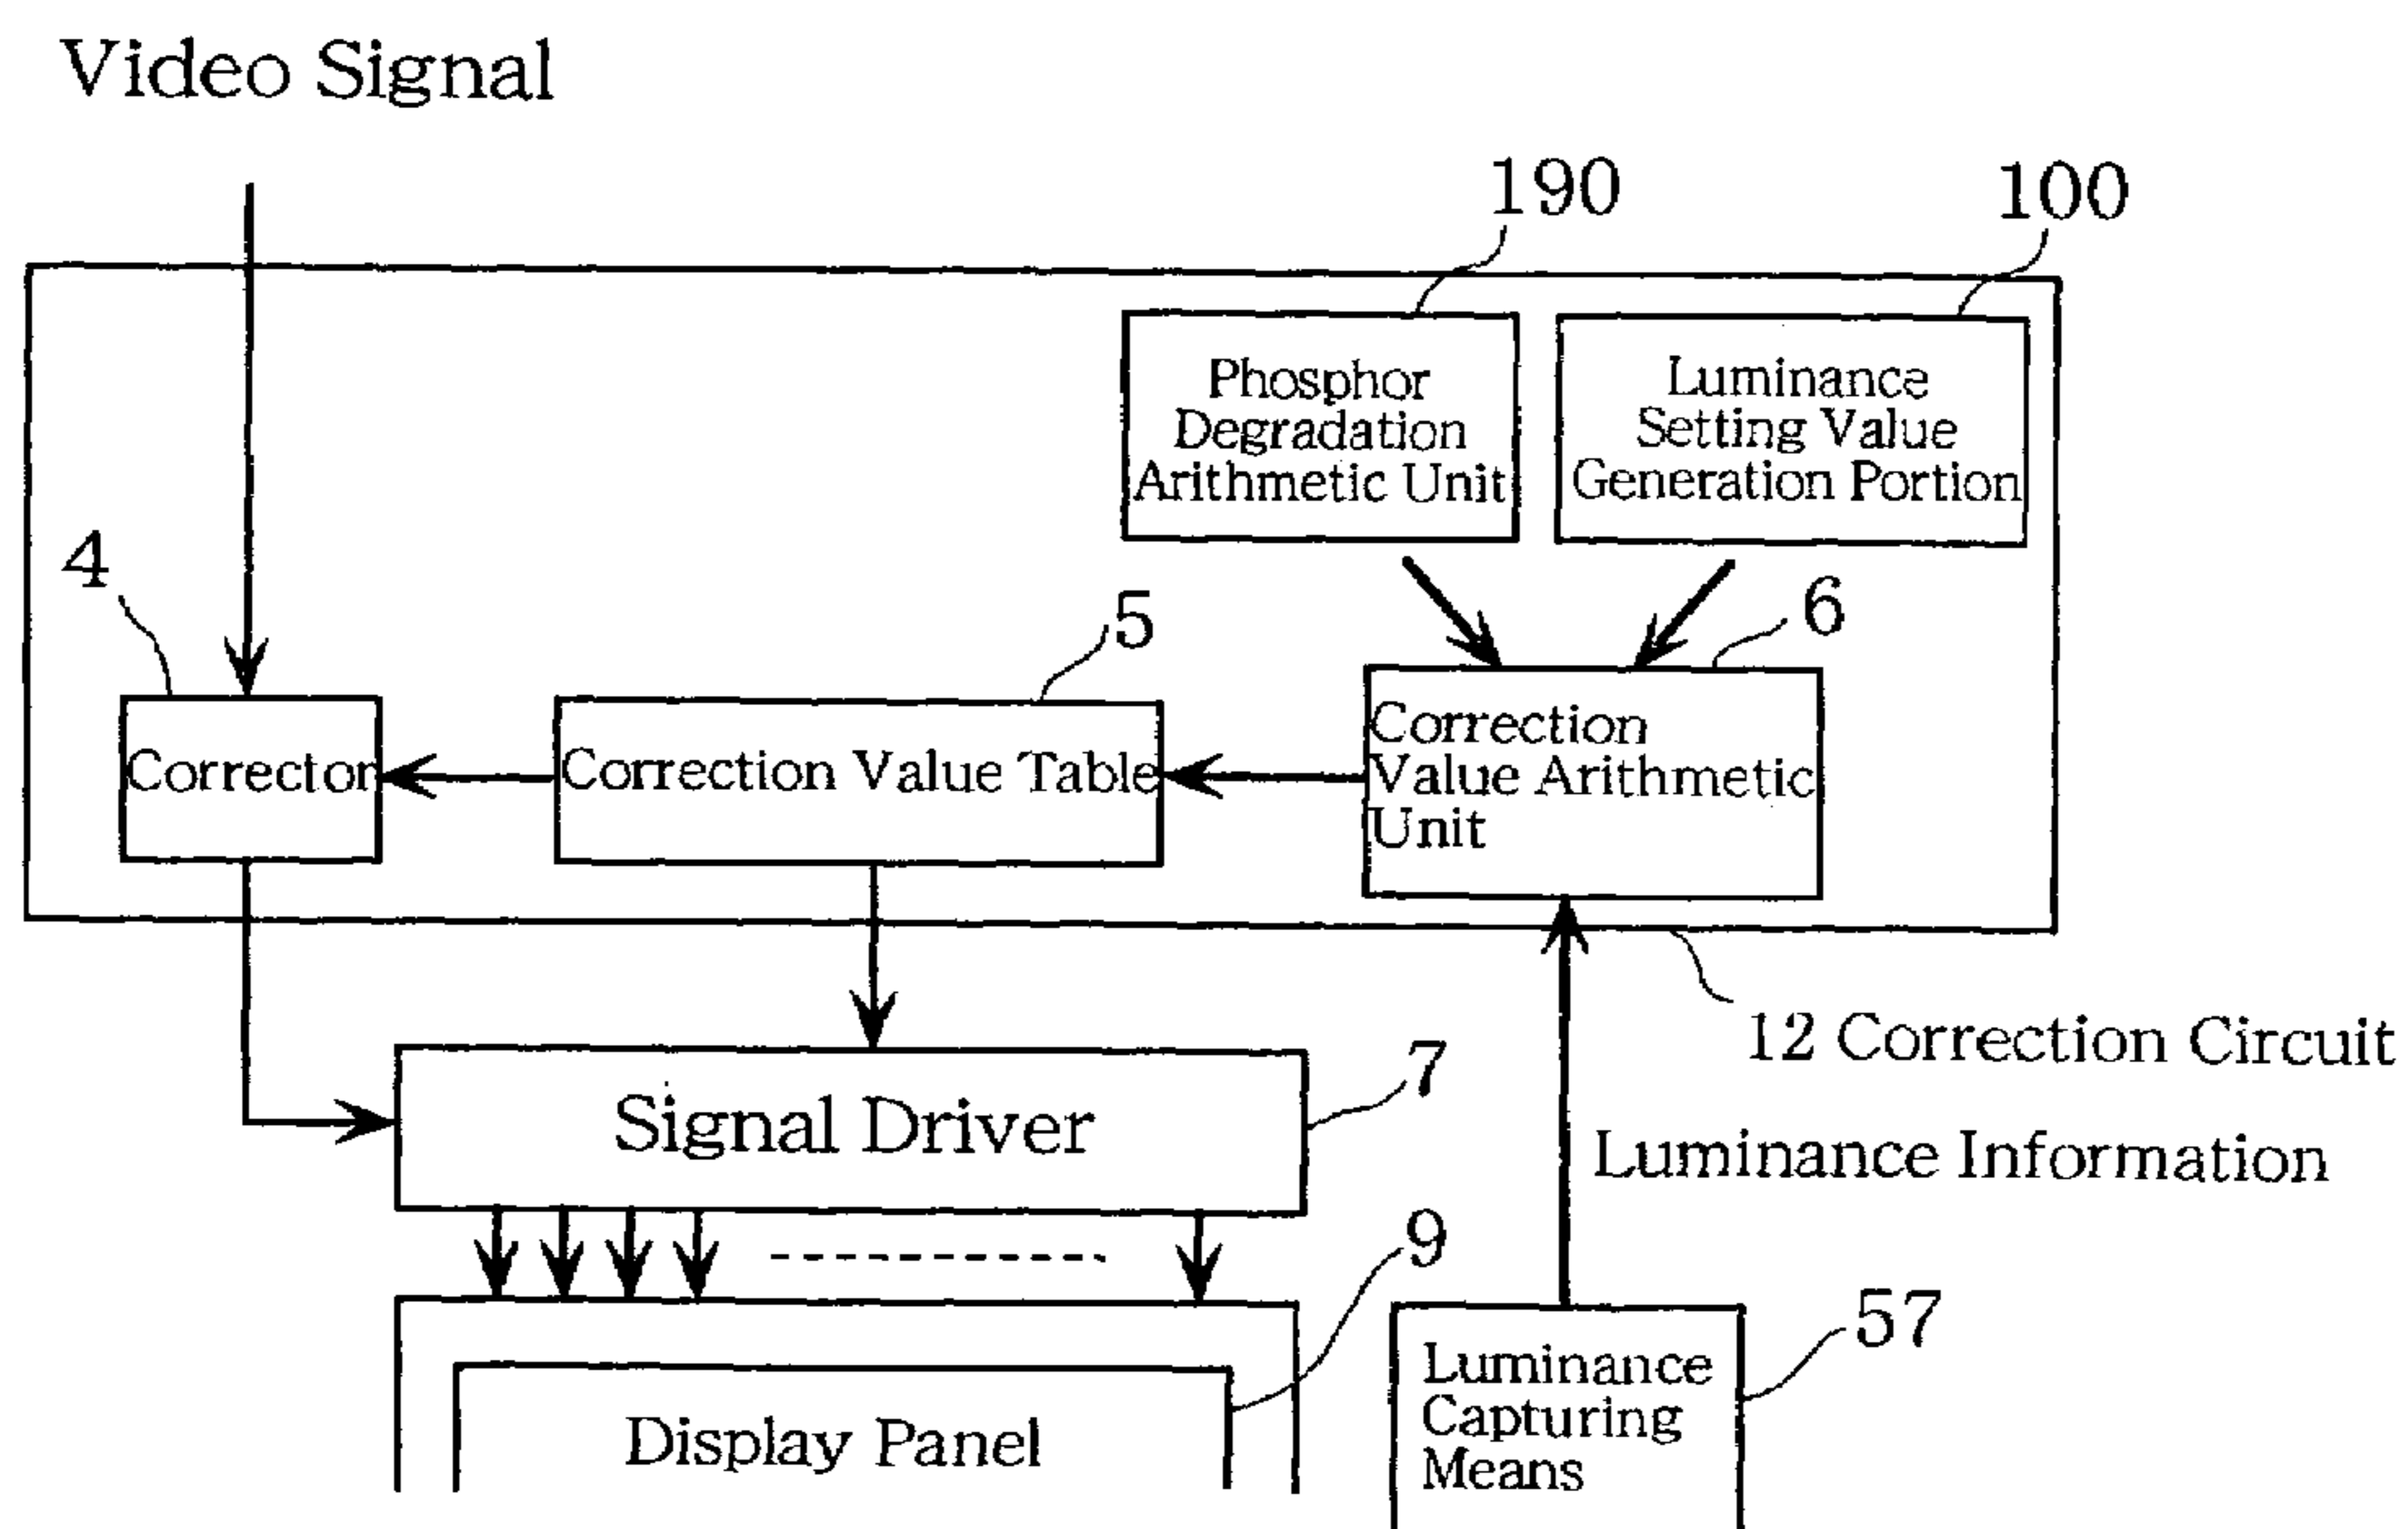 Video Signal
190
100
Phosphor
Degradation
Arithmetic Unit
Luminance
Setting Value
Generation Portion
4
5
6
Corrector
Correction Value Table
Correction
Value Arithmetic
Unit
12 Correction Circuit
Signal Driver
7
Luminance Information
9
57
Display Panel
Luminance
Capturing
Means